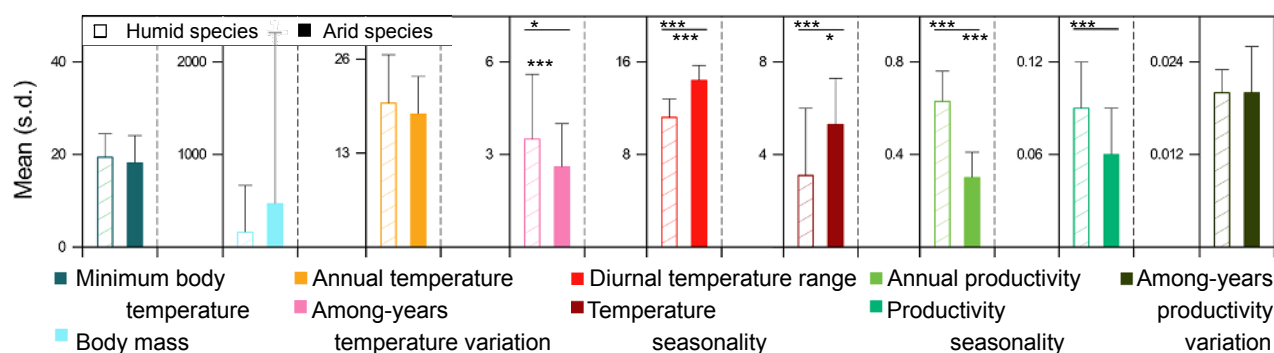 Humid species Arid species
Mean (s.d.)
40
20
0
2000
1000
26
13
*
6
***
3
***
16
***
8
***
8
*
4
***
0.8
***
0.4
***
0.12
0.06
0.024
0.012
Minimum body temperature
Body mass
Annual temperature
Among-years temperature variation
Diurnal temperature range
Temperature seasonality
Annual productivity
Productivity seasonality
Among-years productivity variation